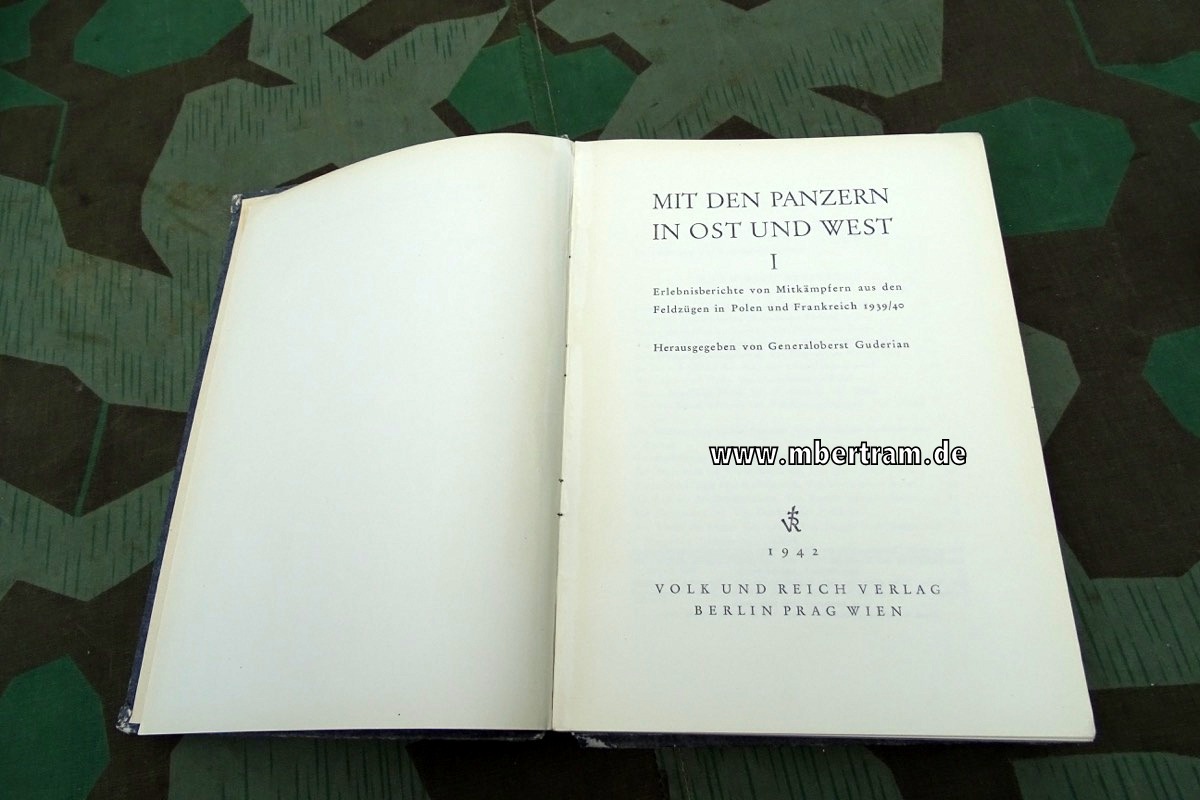 MIT DEN PANZERN
IN OST UND WEST
I
Erlebnisberichte von Mitkämpfern aus den
Feldzügen in Polen und Frankreich 1939/40
Herausgegeben von Generaloberst Guderian
www.mbertram.de
VR
1942
VOLK UND REICH VERLAG
BERLIN PRAG WIEN